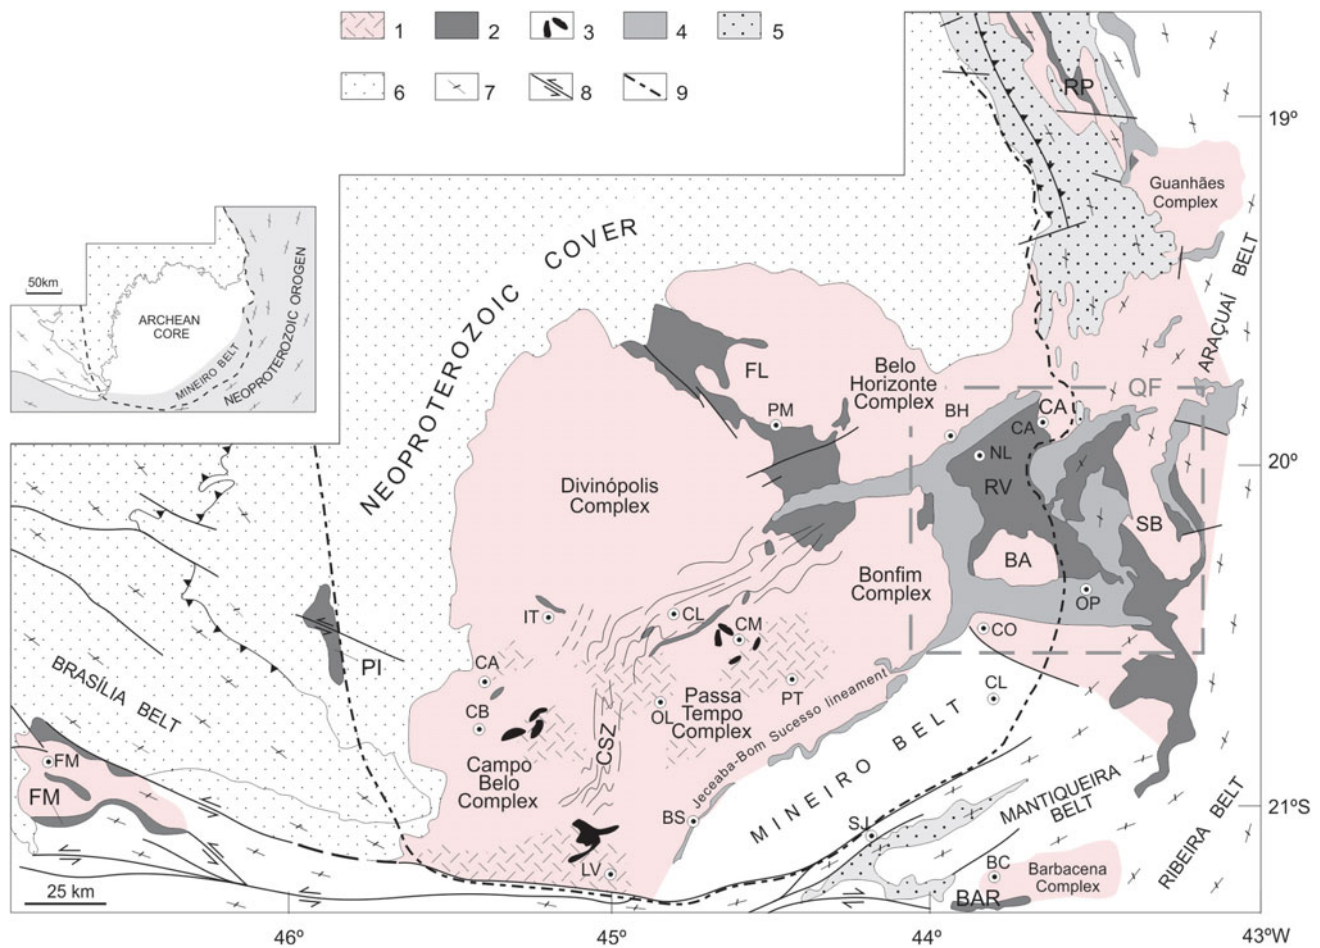 1
2
3
4
5
6
7
8
9
RP
19º
Guanhães
Complex
50km
ARCHEAN
CORE
MINEIRO BELT
NEOPROTEROZOIC OROGEN
NEOPROTEROZOIC COVER
ARAÇUAÍ BELT
FL
Belo
Horizonte
Complex
QF
PM
BH
CA
CA
NL
20º
Divinópolis
Complex
RV
SB
BA
Bonfim
Complex
OP
IT
CL
CM
CO
PI
CA
BRASÍLIA BELT
CB
OL
Passa
Tempo
Complex
PT
CL
CSZ
Jeceaba-Bom Sucesso lineament
Campo
Belo
Complex
FM
FM
BS
MINEIRO BELT
MANTIQUEIRA
BELT
21ºS
SJ
RIBEIRA BELT
LV
BC
Barbacena
Complex
BAR
25 km
46º
45º
44º
43ºW